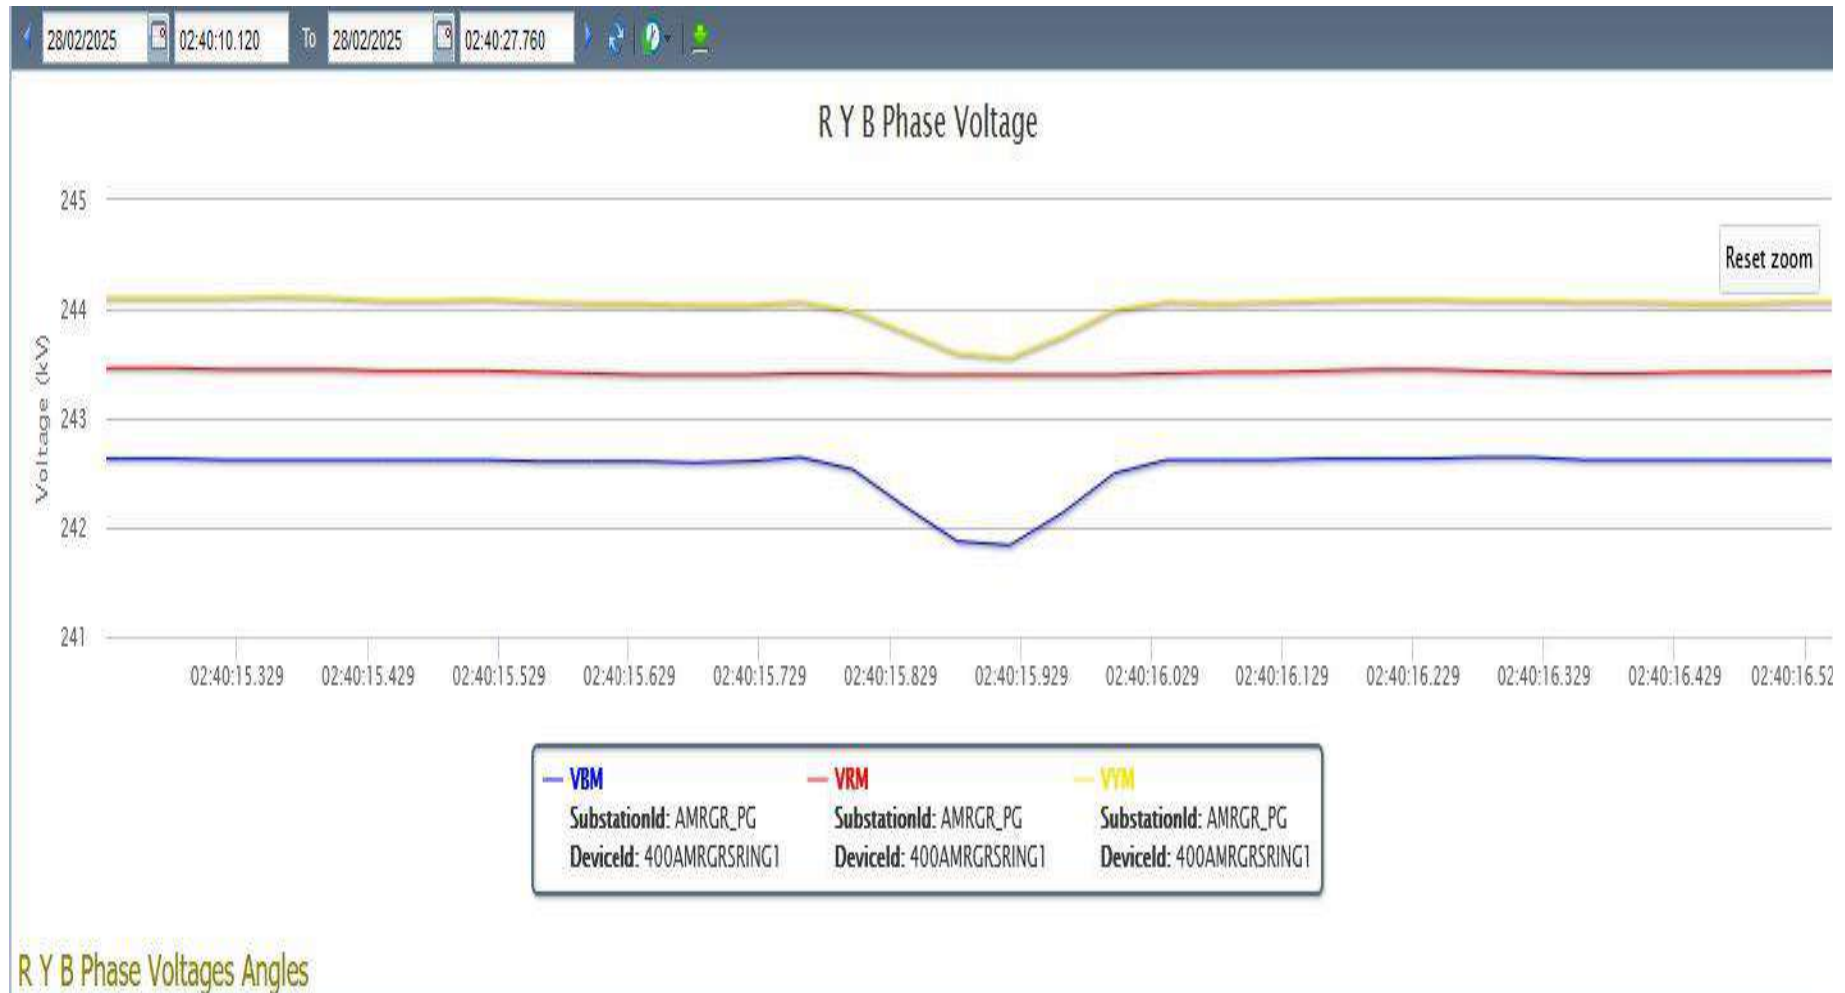 28/02/2025 02:40:10.120 To 28/02/2025 02:40:27.760
R Y B Phase Voltage
245
Reset zoom
244
Voltage (kV)
243
242
241
02:40:15.329 02:40:15.429 02:40:15.529 02:40:15.629 02:40:15.729 02:40:15.829 02:40:15.929 02:40:16.029 02:40:16.129 02:40:16.229 02:40:16.329 02:40:16.429 02:40:16.52
VBM VRM VYM
SubstationId: AMRGR_PG SubstationId: AMRGR_PG SubstationId: AMRGR_PG
DeviceId: 400AMRGRSRING1 DeviceId: 400AMRGRSRING1 DeviceId: 400AMRGRSRING1
R Y B Phase Voltages Angles